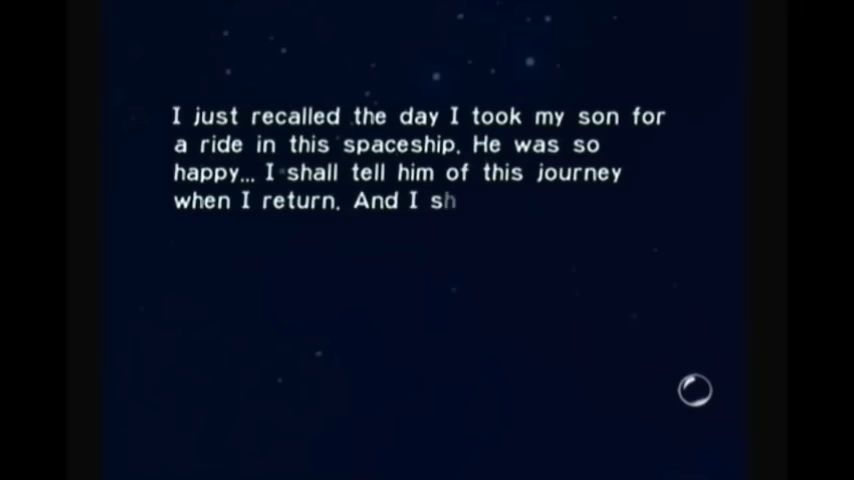 I just recalled the day I took my son for
a ride in this spaceship. He was so
happy... I shall tell him of this journey
when I return. And I sh